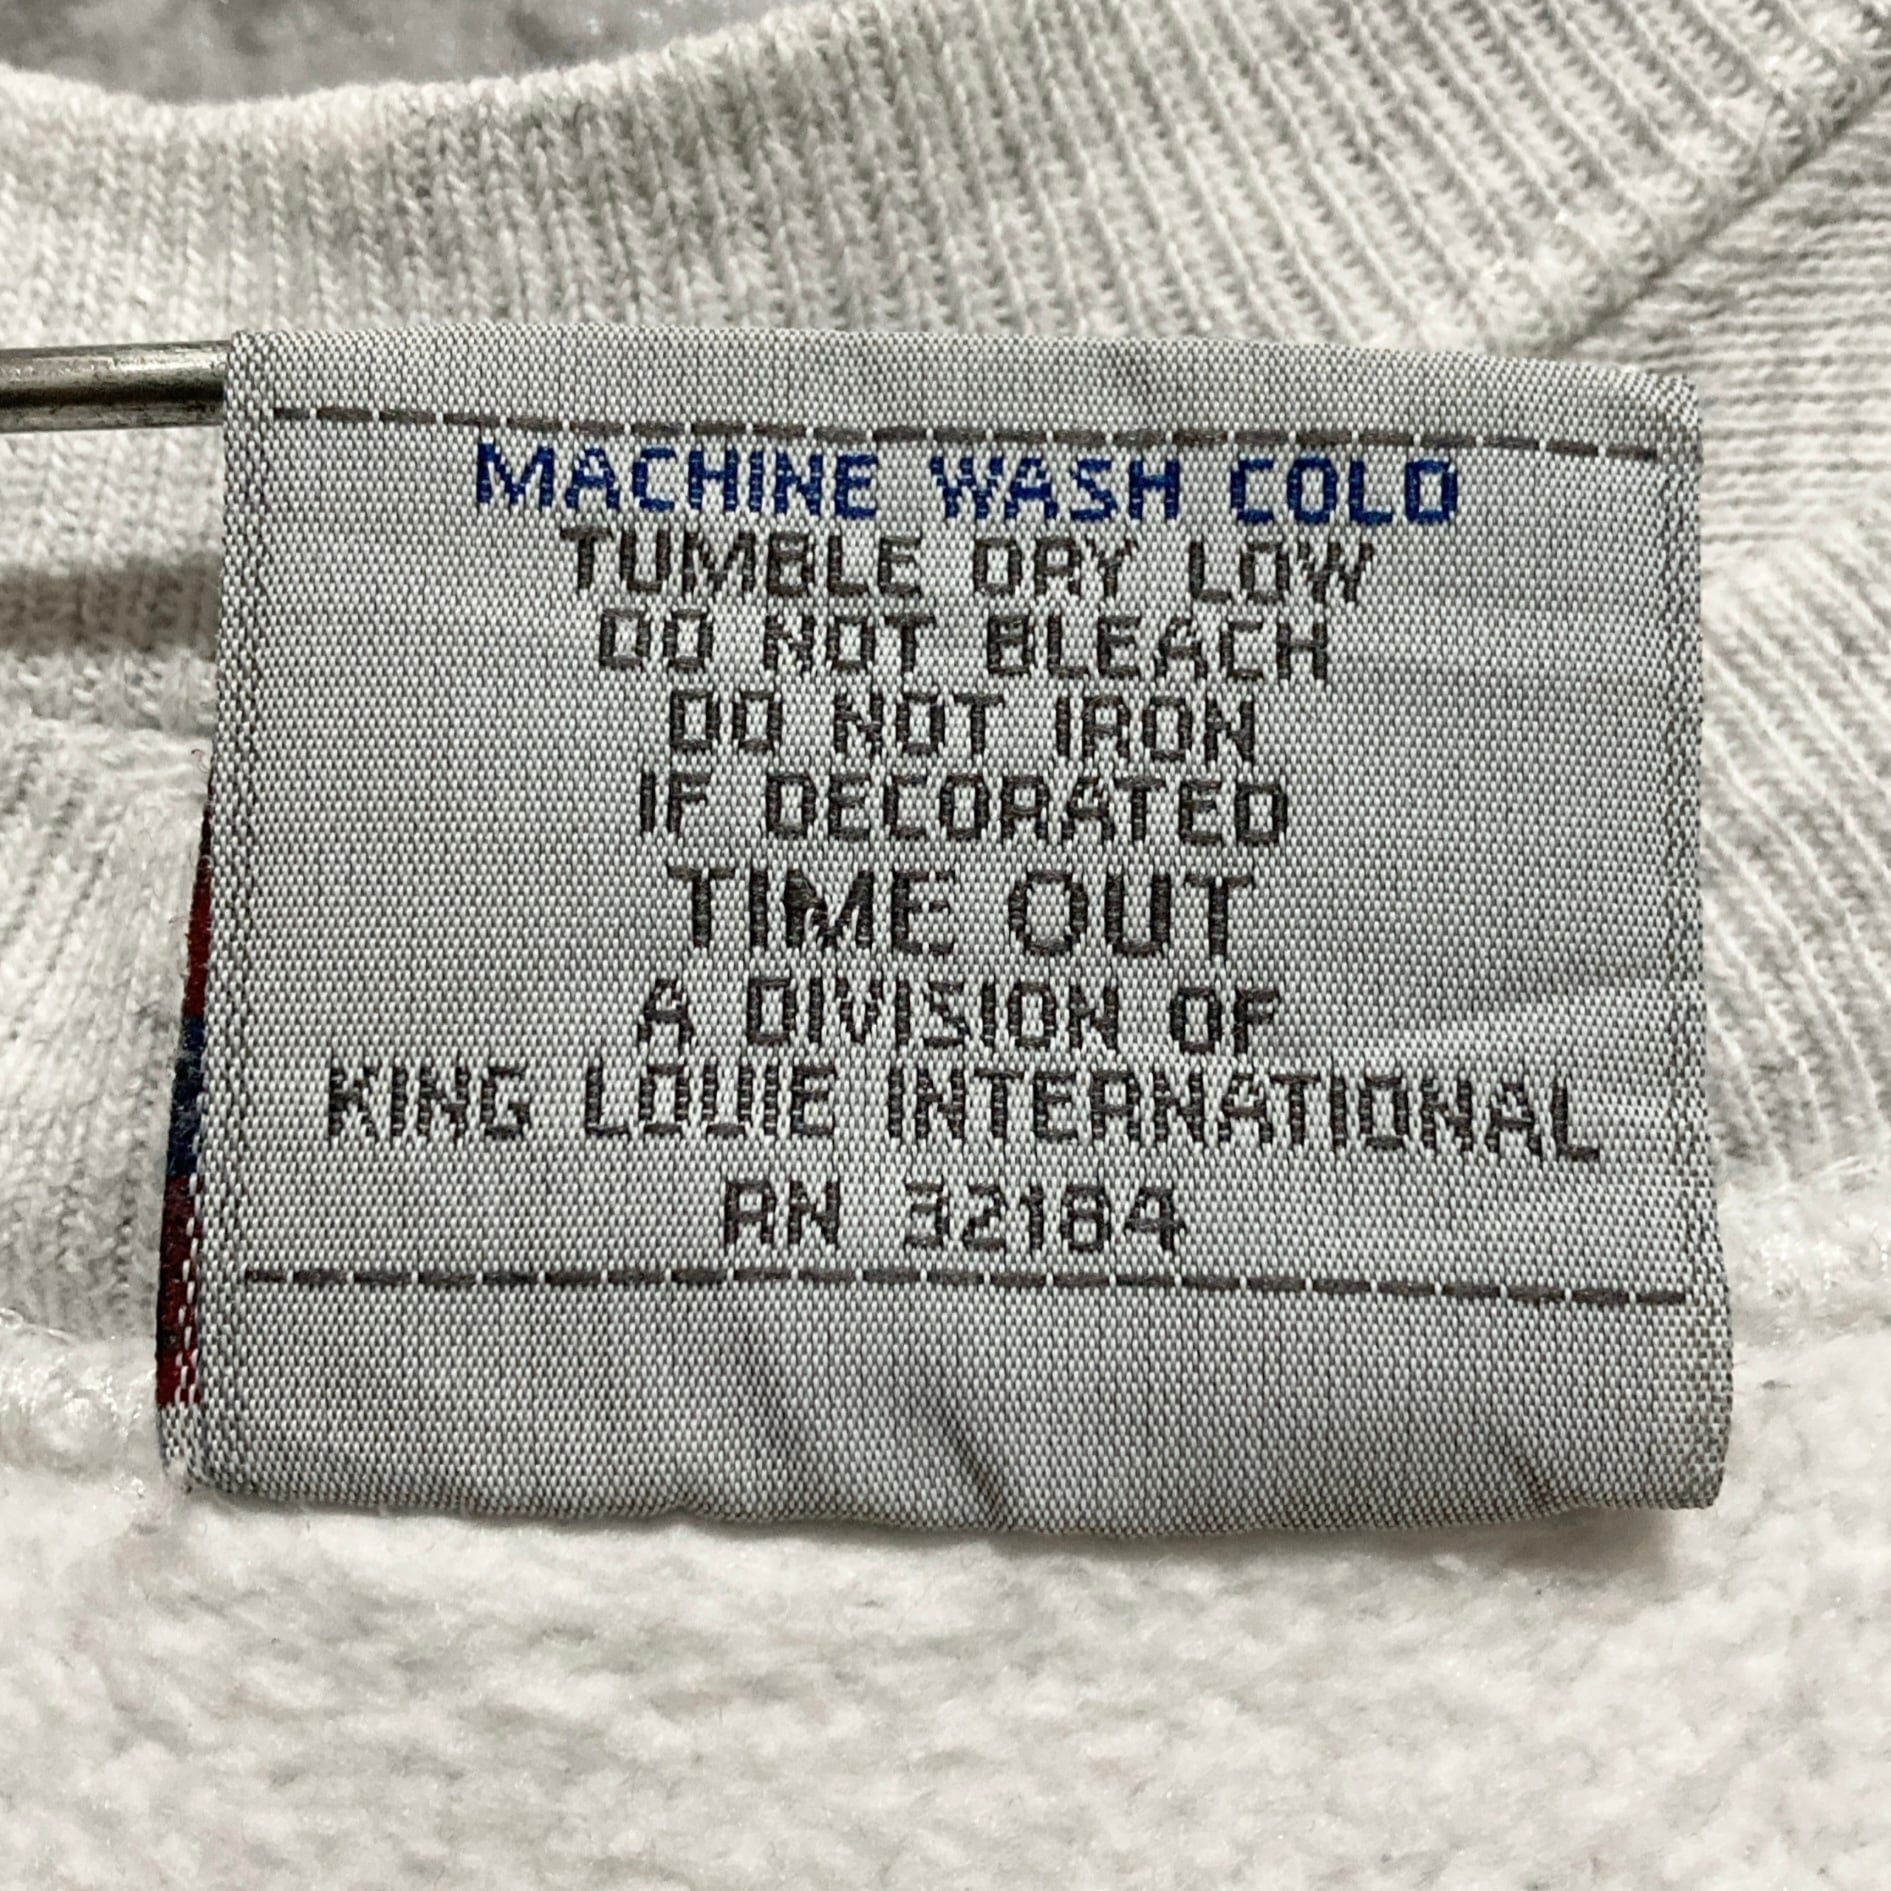 MACHINE WASH COLD
TUMBLE DRY LOW
DO NOT BLEACH
DO NOT IRON
IF DECORATED
TIME OUT
A DIVISION OF
KING LOUIE INTERNATIONAL
RN 32184